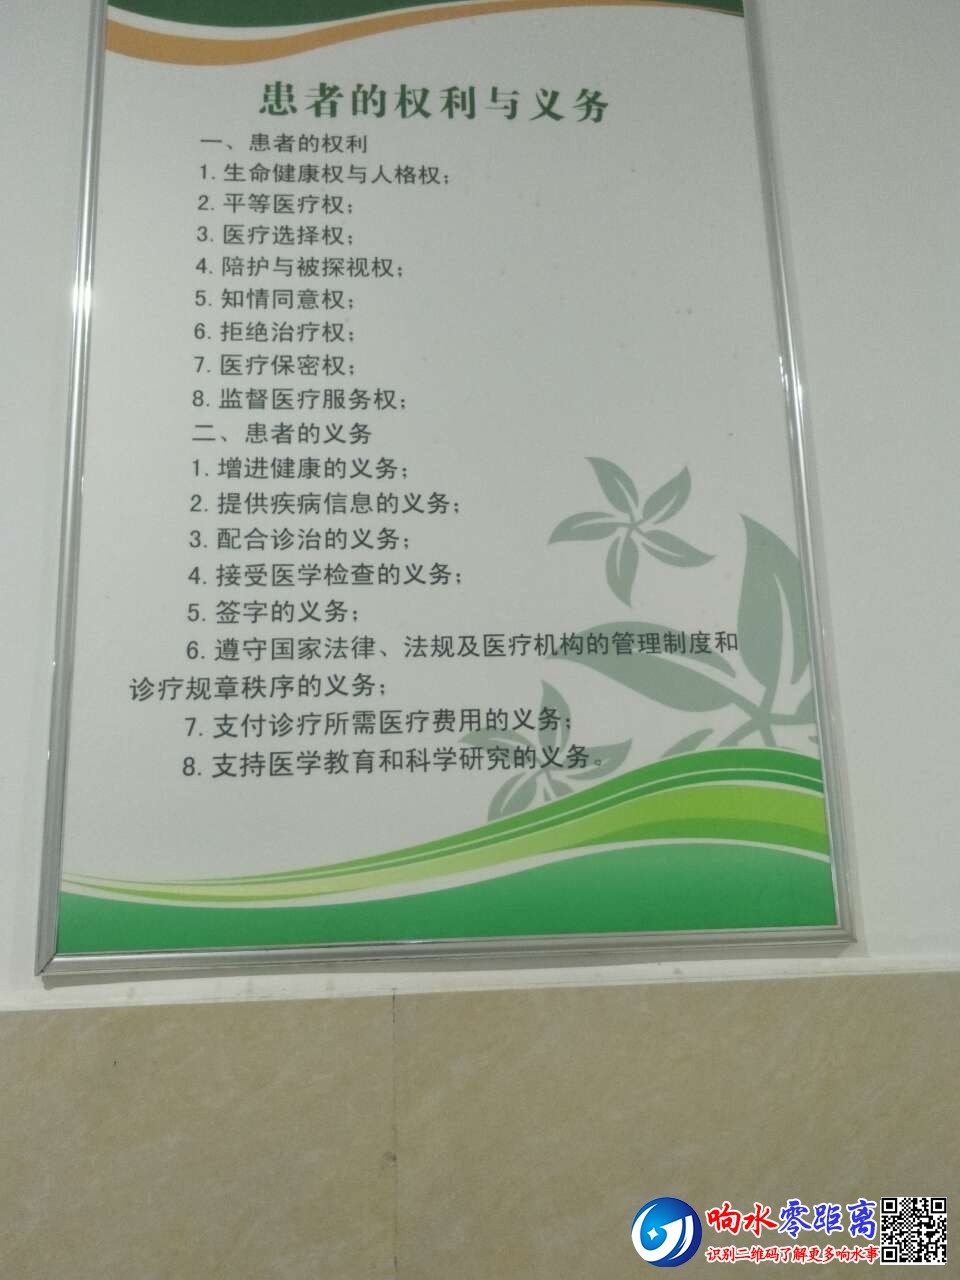 患者的权利与义务
一、患者的权利
1.生命健康权与人格权；
2.平等医疗权；
3.医疗选择权；
4.陪护与被探视权；
5.知情同意权；
6.拒绝治疗权；
7.医疗保密权；
8.监督医疗服务权；
二、患者的义务
1.增进健康的义务；
2.提供疾病信息的义务；
3.配合诊治的义务；
4.接受医学检查的义务；
5.签字的义务；
6.遵守国家法律、法规及医疗机构的管理制度和
诊疗规章秩序的义务；
7.支付诊疗所需医疗费用的义务；
8.支持医学教育和科学研究的义务。
响水零距离
识别二维码了解更多响水事